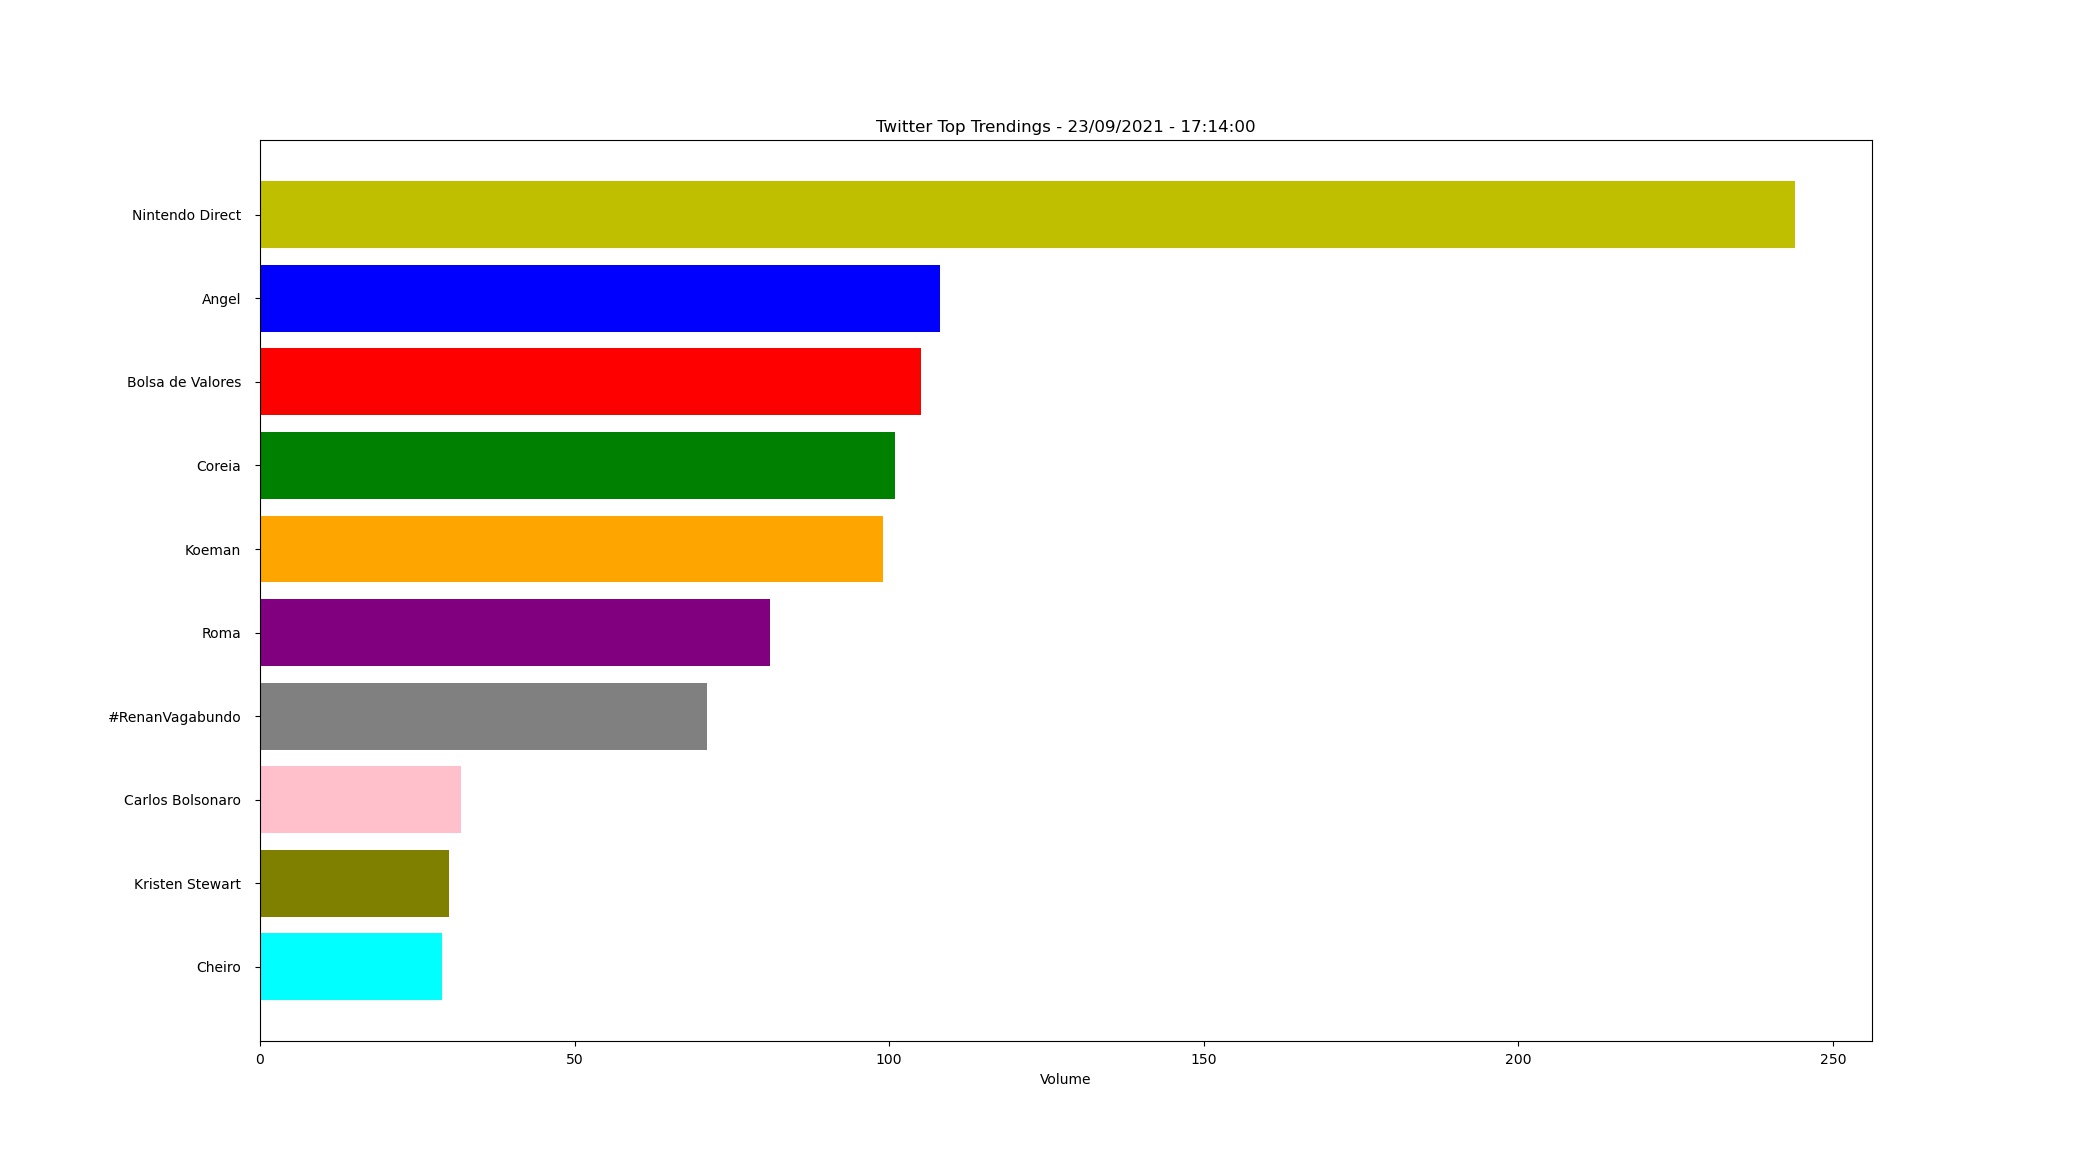 Twitter Top Trendings - 23/09/2021 - 17:14:00
Nintendo Direct
Angel
Bolsa de Valores
Coreia
Koeman
Roma
#RenanVagabundo
Carlos Bolsonaro
Kristen Stewart
Cheiro
0 50 100 150 200 250
Volume